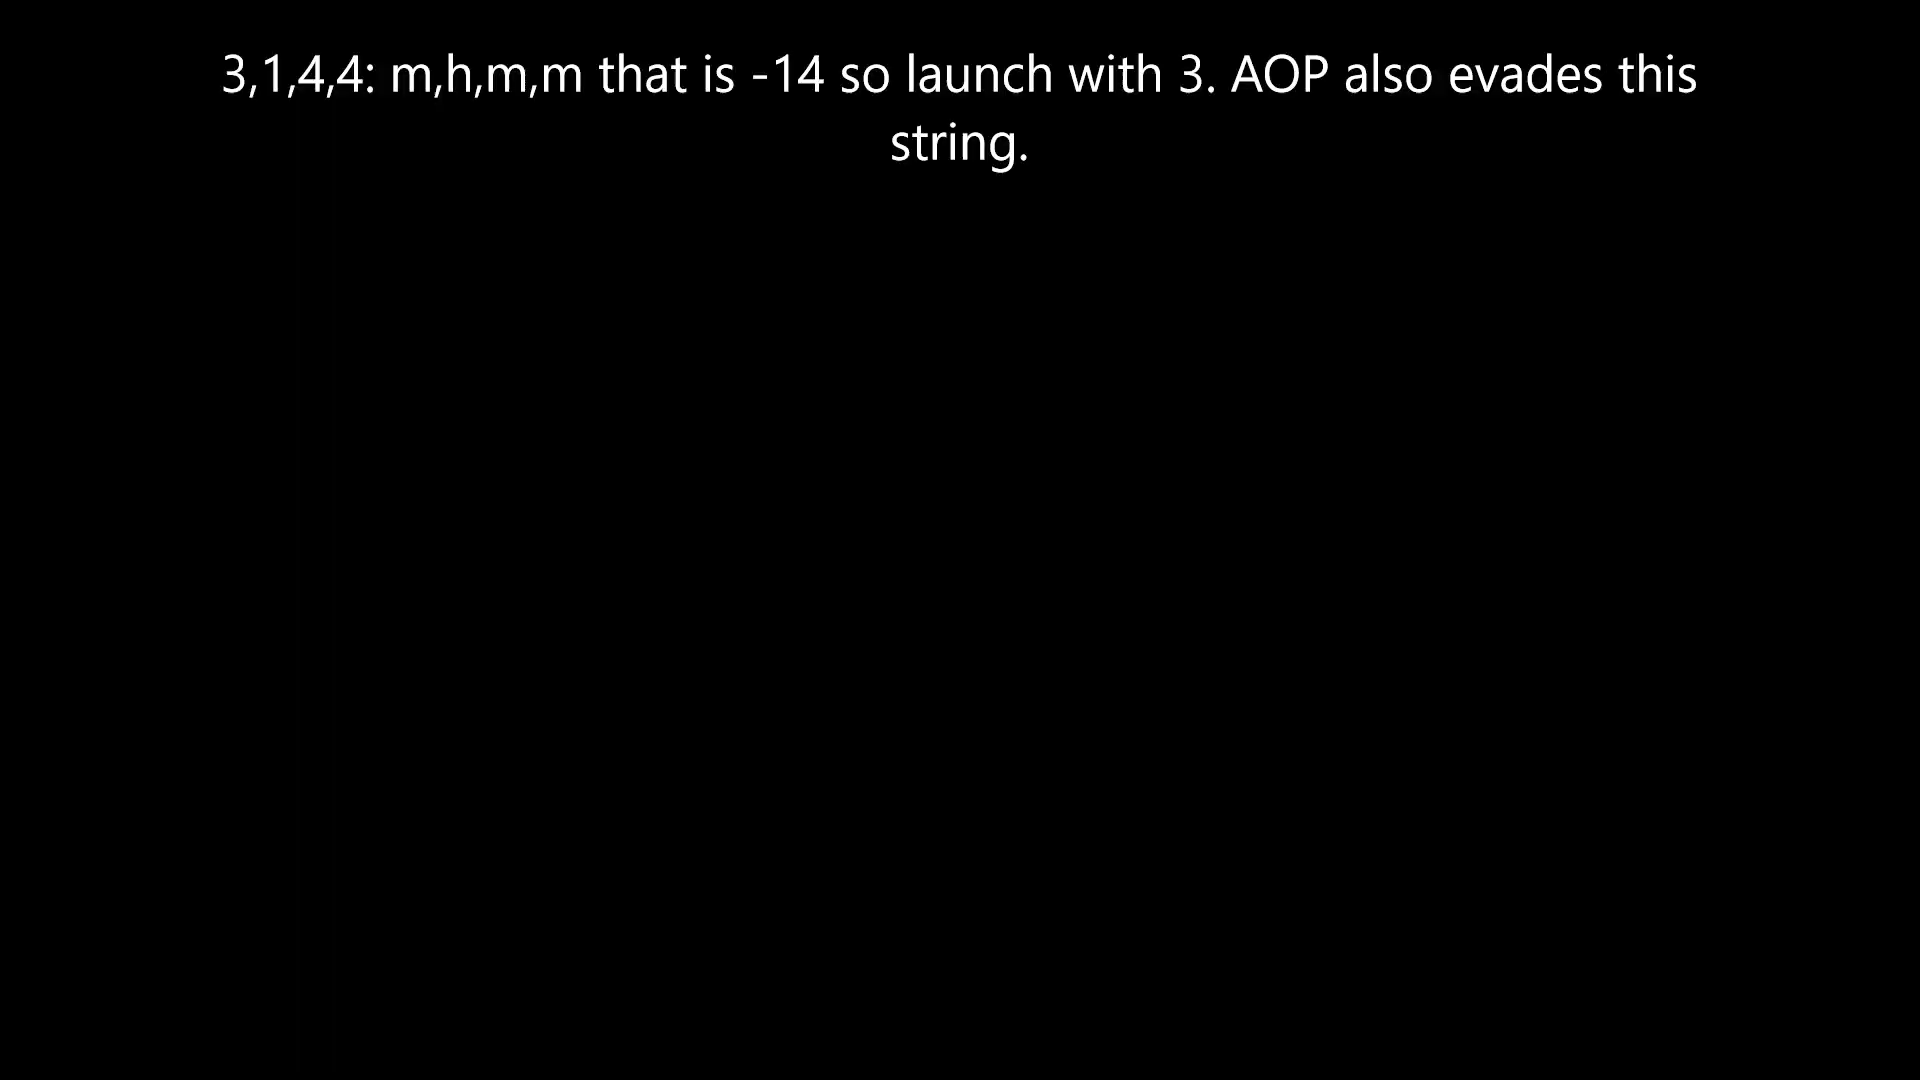 3,1,4,4: m,h,m,m that is -14 so launch with 3. AOP also evades this
string.